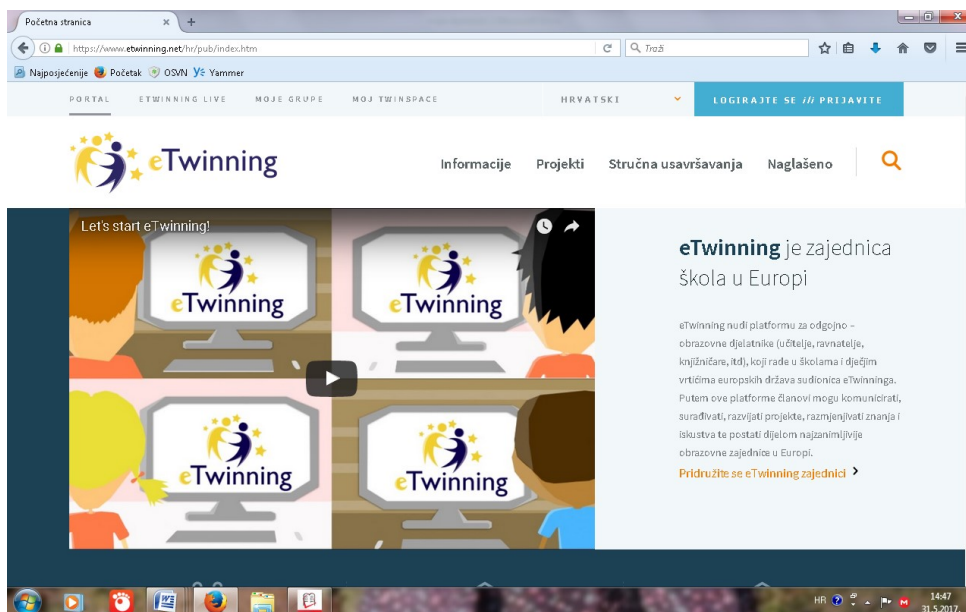 Početna stranica
https://www.etwinning.net/hr/pub/index.htm
Traži
Najposjećenije Početak OSVN Yammer
PORTAL ETWINNING LIVE MOJE GRUPE MOJ TWINSPACE HRVATSKI LOGIRAJTE SE ili PRIJAVITE
eTwinning Informacije Projekti Stručna usavršavanja Naglašeno
Let's start eTwinning!
eTwinning eTwinning
eTwinning eTwinning
eTwinning je zajednica
škola u Europi
eTwinning nudi platformu za odgojno –
obrazovne djelatnike (učitelje, ravnatelje,
knjižničare, itd), koji rade u školama i dječjim
vrtićima europskih država sudionica eTwinninga.
Putem ove platforme članovi mogu komunicirati,
surađivati, razvijati projekte, razmjenjivati znanja i
iskustva te postati dijelom najzanimljivije
obrazovne zajednice u Europi.
Pridružite se eTwinning zajednici
HR 14:47
31.5.2017.